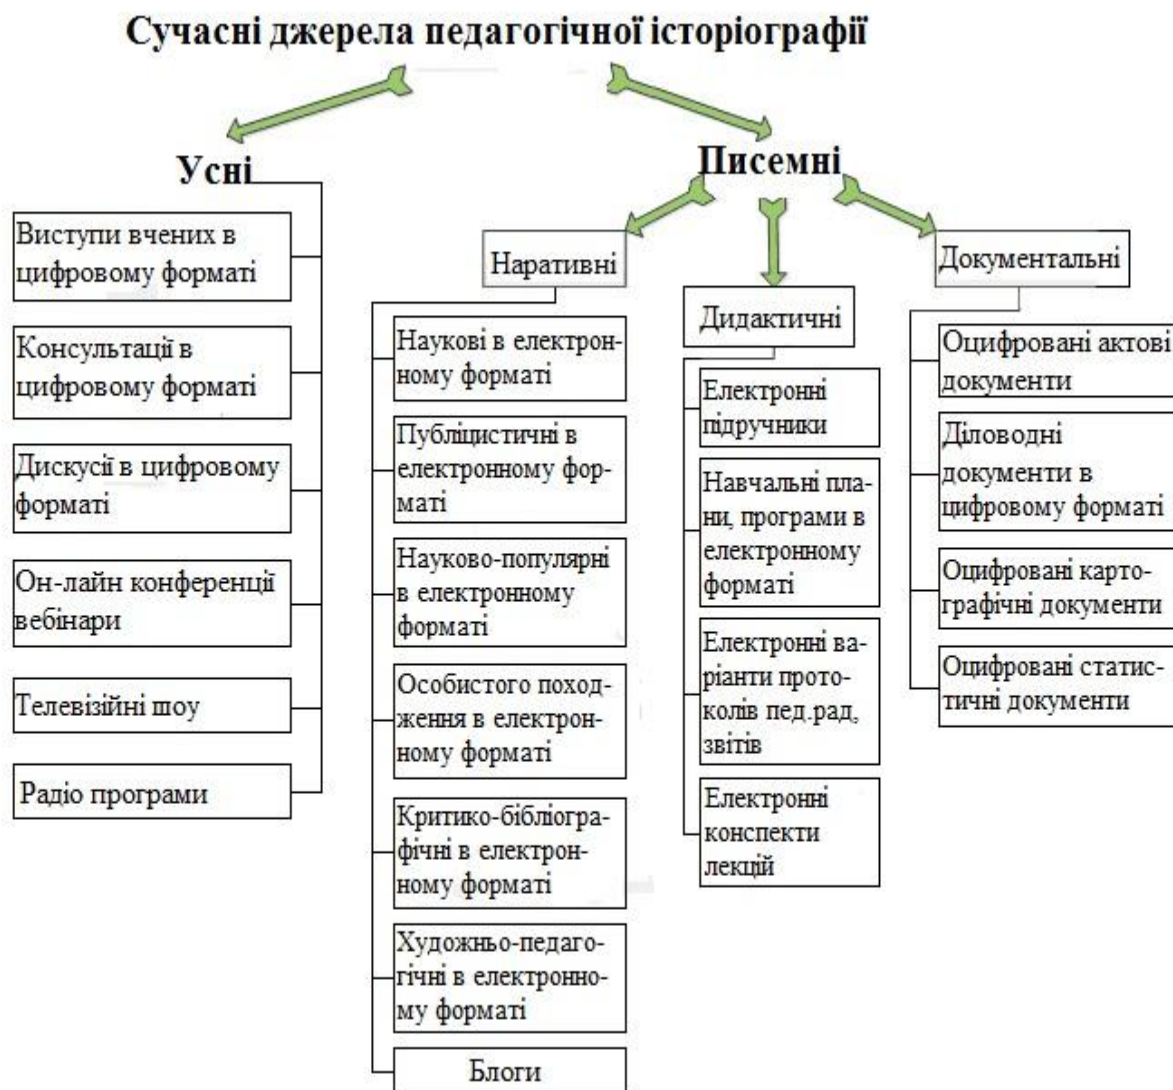 Сучасні джерела педагогічної історіографії
Усні
Виступи вчених в
цифровому форматі
Консультації в
цифровому форматі
Дискусії в цифровому
форматі
Он-лайн конференції
вебінари
Телевізійні шоу
Радіо програми
Писемні
Наративні
Наукові в електрон-
ному форматі
Публіцистичні в
електронному фор-
маті
Науково-популярні
в електронному
форматі
Особистого поход-
ження в електрон-
ному форматі
Критико-бібліогра-
фічні в електрон-
ному форматі
Художньо-педаго-
гічні в електронно-
му форматі
Блоги
Дидактичні
Електронні
підручники
Навчальні пла-
ни, програми в
електронному
форматі
Електронні ва-
ріанти прото-
колів пед.рад,
звітів
Електронні
конспекти
лекцій
Документальні
Оцифровані актові
документи
Діловодні
документи в
цифровому форматі
Оцифровані карто-
графічні документи
Оцифровані статис-
тичні документи